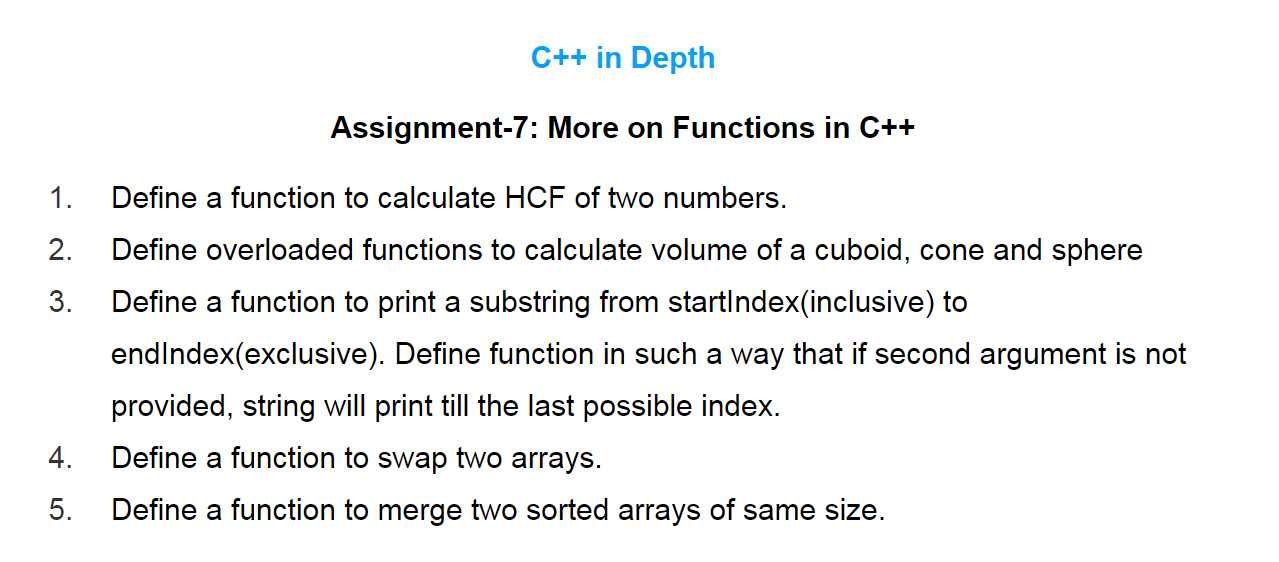 C++ in Depth
Assignment-7: More on Functions in C++
1. Define a function to calculate HCF of two numbers.
2. Define overloaded functions to calculate volume of a cuboid, cone and sphere
3. Define a function to print a substring from startIndex(inclusive) to
endIndex(exclusive). Define function in such a way that if second argument is not
provided, string will print till the last possible index.
4. Define a function to swap two arrays.
5. Define a function to merge two sorted arrays of same size.